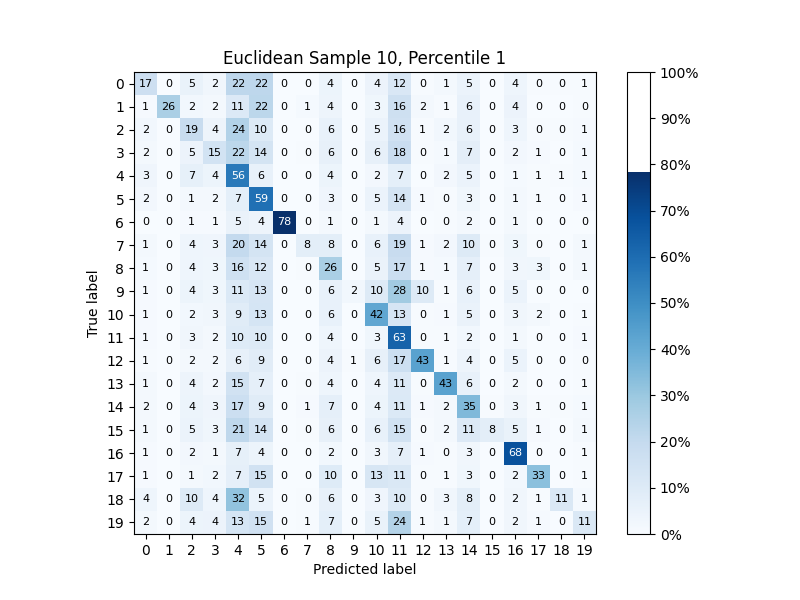 Euclidean Sample 10, Percentile 1
True label
0 17 0 5 2 22 22 0 0 4 0 4 12 0 1 5 0 4 0 0 1
1 1 26 2 2 11 22 0 1 4 0 3 16 2 1 6 0 4 0 0 0
2 2 0 19 4 24 10 0 0 6 0 5 16 1 2 6 0 3 0 0 1
3 2 0 5 15 22 14 0 0 6 0 6 18 0 1 7 0 2 1 0 1
4 3 0 7 4 56 6 0 0 4 0 2 7 0 2 5 0 1 1 1 1
5 2 0 1 2 7 59 0 0 3 0 5 14 1 0 3 0 1 1 0 1
6 0 0 1 1 5 4 78 0 1 0 1 4 0 0 2 0 1 0 0 0
7 1 0 4 3 20 14 0 8 8 0 6 19 1 2 10 0 3 0 0 1
8 1 0 4 3 16 12 0 0 26 0 5 17 1 1 7 0 3 3 0 1
9 1 0 4 3 11 13 0 0 6 2 10 28 10 1 6 0 5 0 0 0
10 1 0 2 3 9 13 0 0 6 0 42 13 0 1 5 0 3 2 0 1
11 1 0 3 2 10 10 0 0 4 0 3 63 0 1 2 0 1 0 0 1
12 1 0 2 2 6 9 0 0 4 1 6 17 43 1 4 0 5 0 0 0
13 1 0 4 2 15 7 0 0 4 0 4 11 0 43 6 0 2 0 0 1
14 2 0 4 3 17 9 0 1 7 0 4 11 1 2 35 0 3 1 0 1
15 1 0 5 3 21 14 0 0 6 0 6 15 0 2 11 8 5 1 0 1
16 1 0 2 1 7 4 0 0 2 0 3 7 1 0 3 0 68 0 0 1
17 1 0 1 2 7 15 0 0 10 0 13 11 0 1 3 0 2 33 0 1
18 4 0 10 4 32 5 0 0 6 0 3 10 0 3 8 0 2 1 11 1
19 2 0 4 4 13 15 0 1 7 0 5 24 1 1 7 0 2 1 0 11
0 1 2 3 4 5 6 7 8 9 10 11 12 13 14 15 16 17 18 19
Predicted label
100%
90%
80%
70%
60%
50%
40%
30%
20%
10%
0%